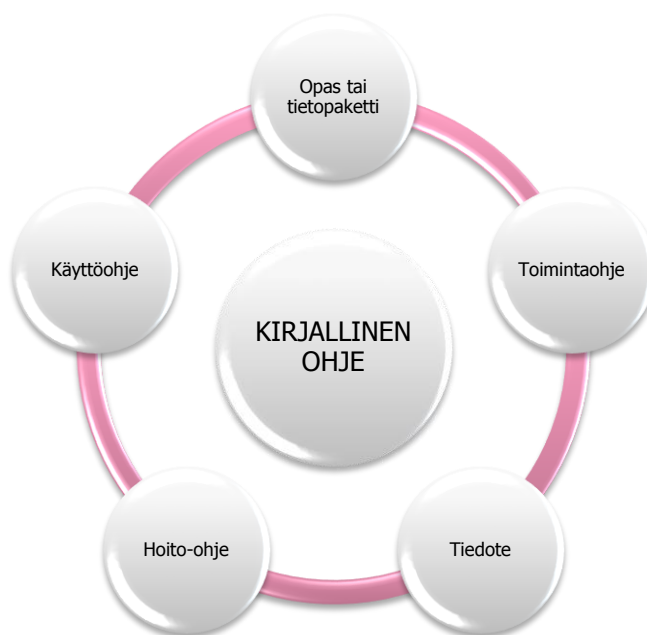 Opas tai
tietopaketti
Käyttöohje
Toimintaohje
KIRJALLINEN
OHJE
Hoito-ohje
Tiedote